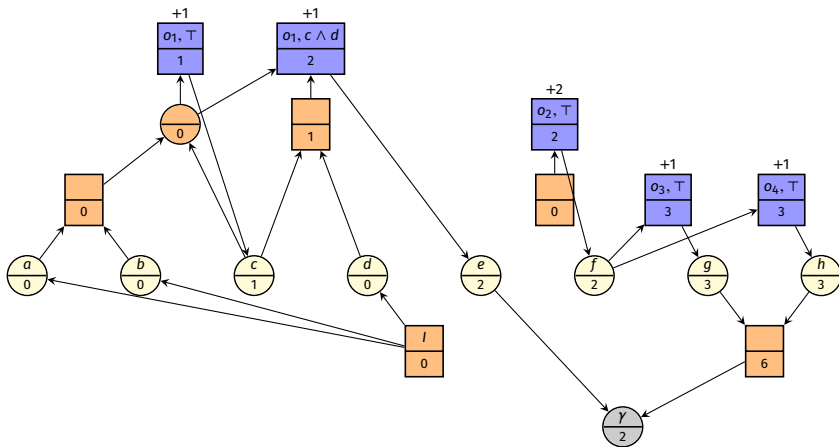 +1 +1
o₁, ⊤ o₁, c ∧ d
1 2
+2
o₂, ⊤
0 1 2
+1 +1
o₃, ⊤ o₄, ⊤
0 0 3 3
a b c d e f g h
0 0 1 0 2 2 3 3
I
0 6
γ
2